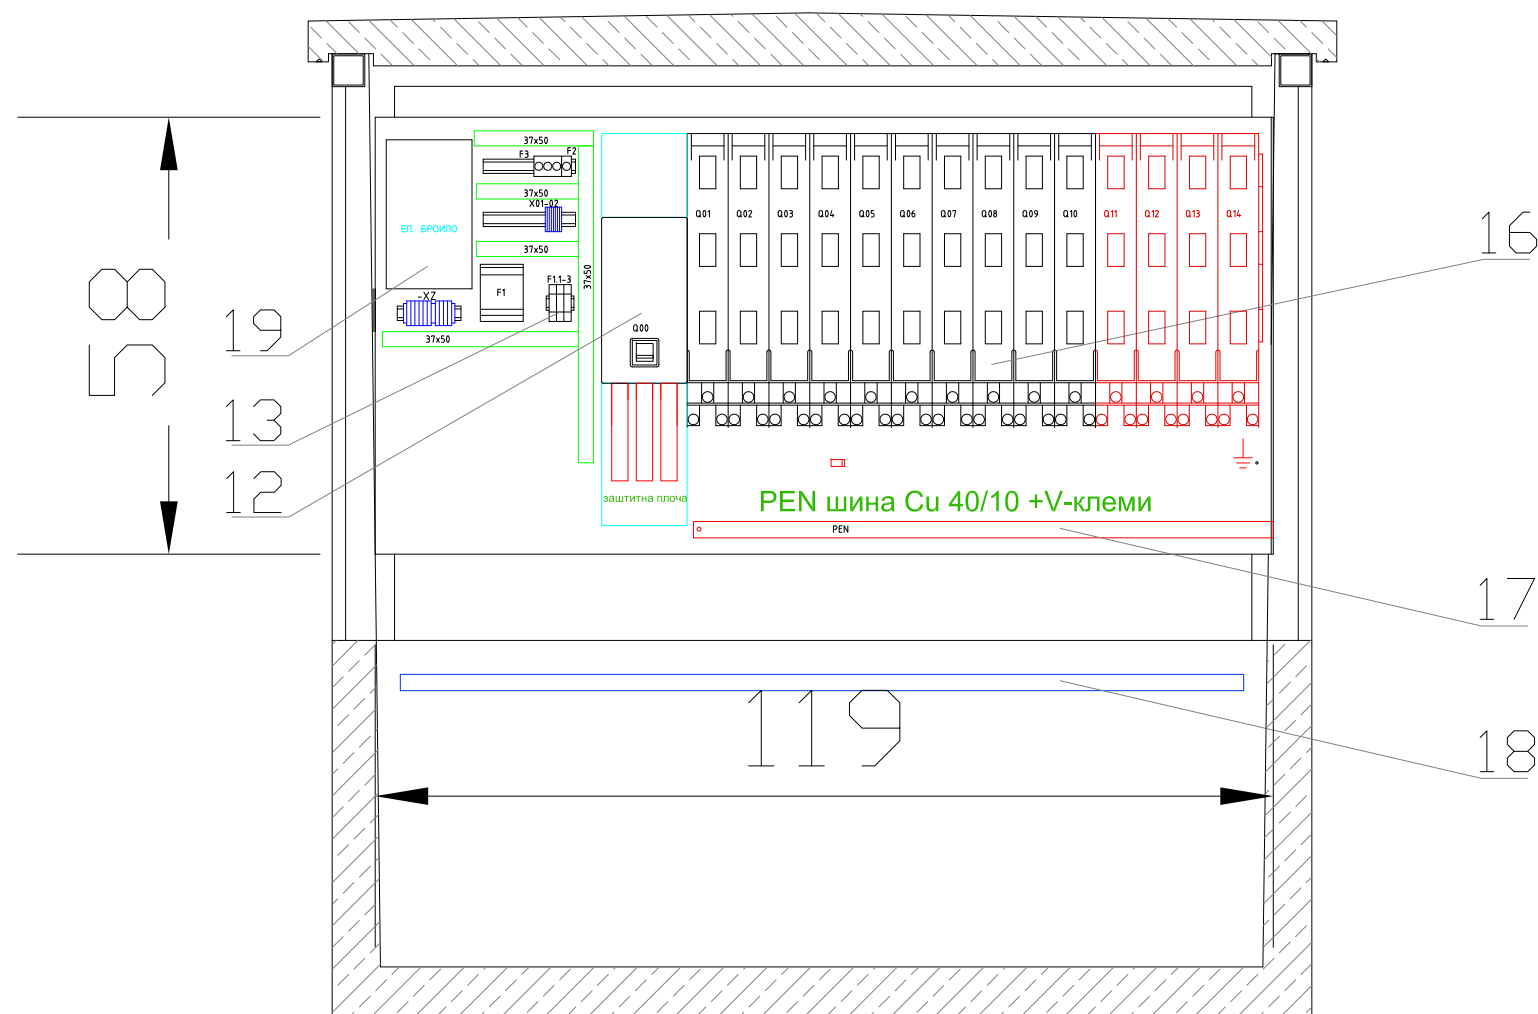 37x50
F3
F2
37x50
X01-02
37x50
37x50
ЕЛ. БРОИЛО
-XZ
F1
F1.1-3
37x50
Q00
Q01 Q02 Q03 Q04 Q05 Q06 Q07 Q08 Q09 Q10 Q11 Q12 Q13 Q14
заштитна плоча
PEN шина Cu 40/10 +V-клеми
PEN
58
19
13
12
16
17
18
119